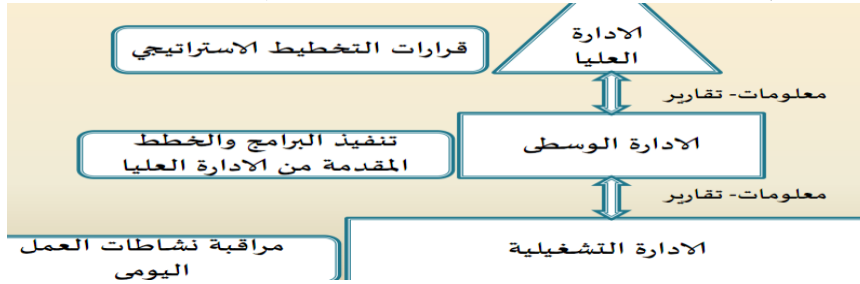 الادارة
العليا
قرارات التخطيط الاستراتيجي
معلومات- تقارير
الادارة الوسطى
تنفيذ البرامج والخطط
المقدمة من الادارة العليا
معلومات- تقارير
الادارة التشغيلية
مراقبة نشاطات العمل
اليومي